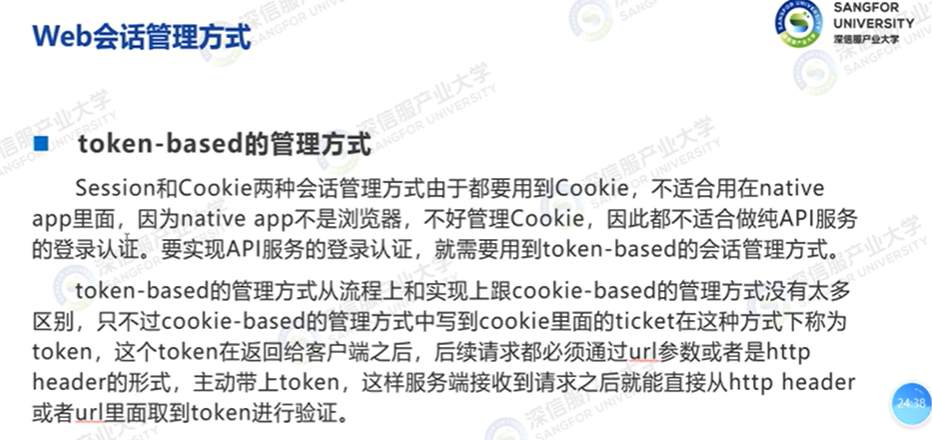 Web会话管理方式
SANGFOR
UNIVERSITY
深信服产业大学
token-based的管理方式
Session和Cookie两种会话管理方式由于都要用到Cookie，不适合用在native
app里面，因为native app不是浏览器，不好管理Cookie，因此都不适合做纯API服务
的登录认证。要实现API服务的登录认证，就需要用到token-based的会话管理方式。
token-based的管理方式从流程上和实现上跟cookie-based的管理方式没有太多
区别，只不过cookie-based的管理方式中写到cookie里面的ticket在这种方式下称为
token，这个token在返回给客户端之后，后续请求都必须通过url参数或者是http
header的形式，主动带上token，这样服务端接收到请求之后就能直接从http header
或者url里面取到token进行验证。
24:38